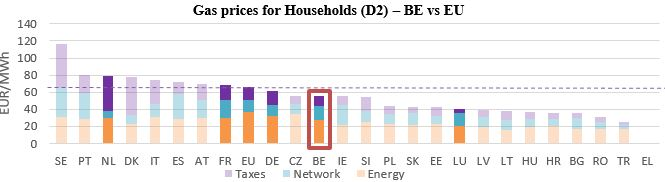 Gas prices for Households (D2) – BE vs EU
EUR/MWh
140
120
100
80
60
40
20
0
SE PT NL DK IT ES AT FR EU DE CZ BE IE SI PL SK EE LU LV LT HU HR BG RO TR EL
Taxes Network Energy